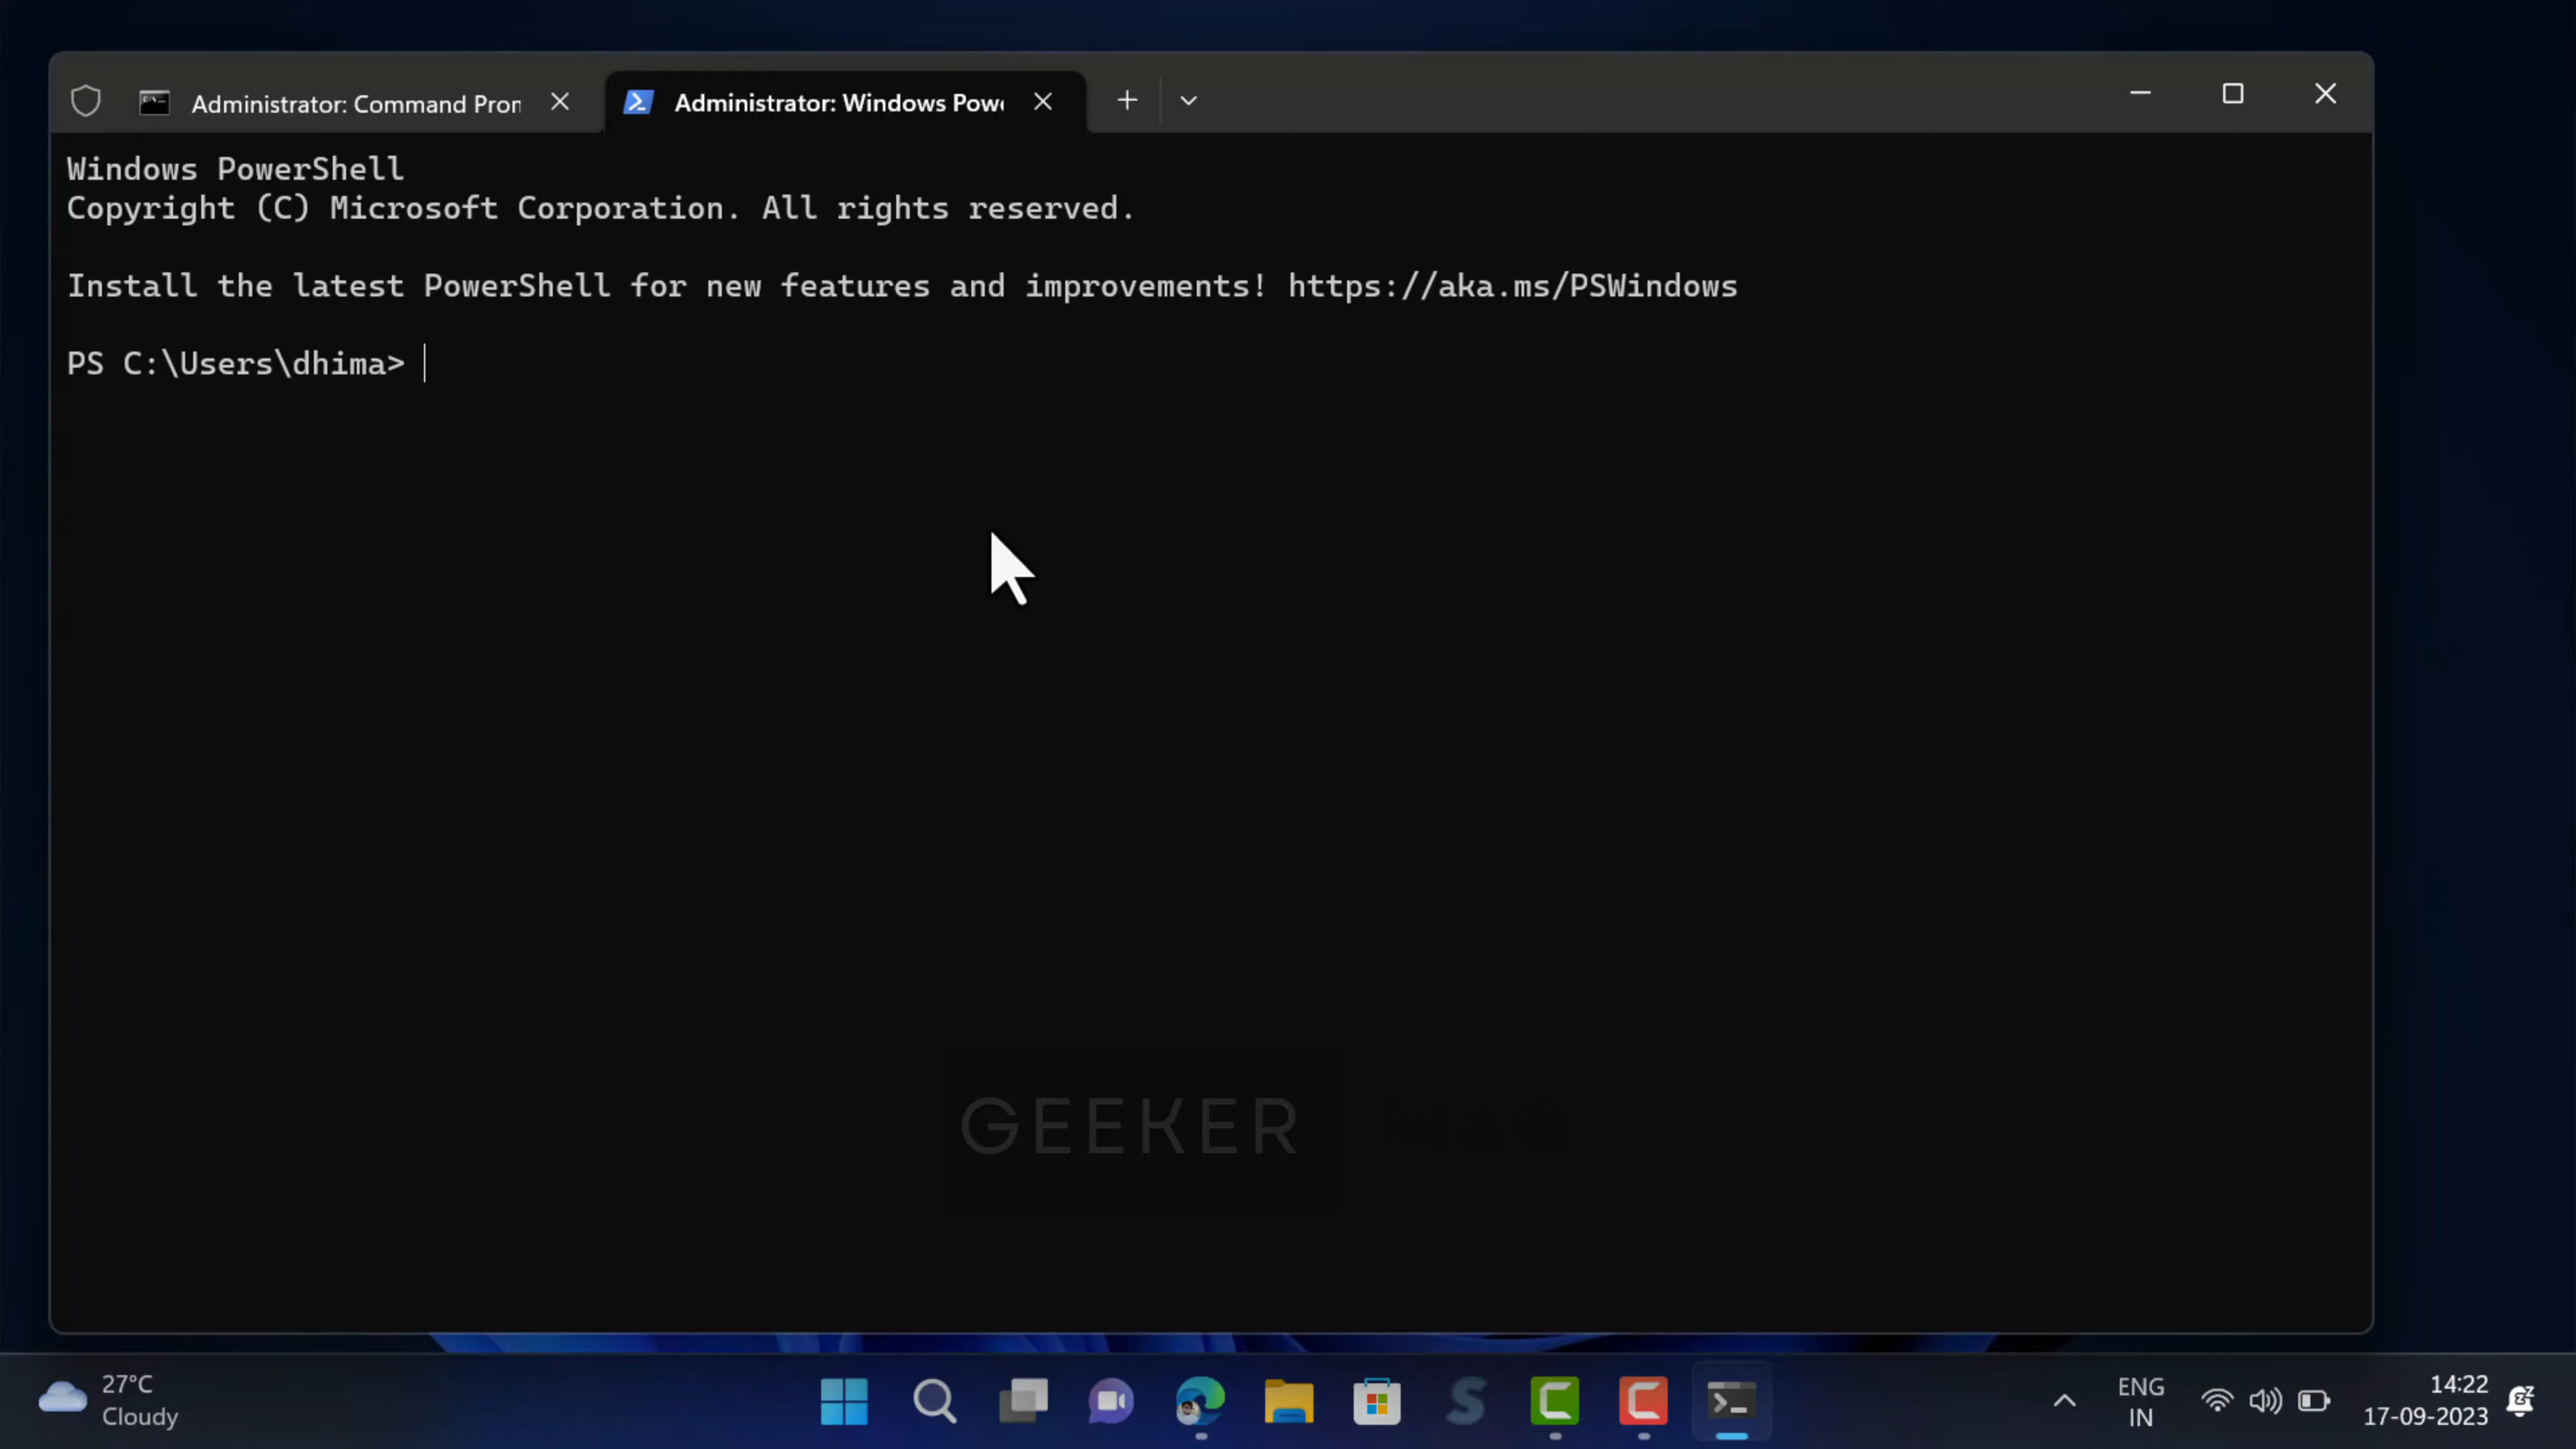 Administrator: Command Pron
Administrator: Windows Powe
Windows PowerShell
Copyright (C) Microsoft Corporation. All rights reserved.
Install the latest PowerShell for new features and improvements! https://aka.ms/PSWindows
PS C:\Users\dhima>
GEEKER
27°C
Cloudy
ENG
IN
14:22
17-09-2023